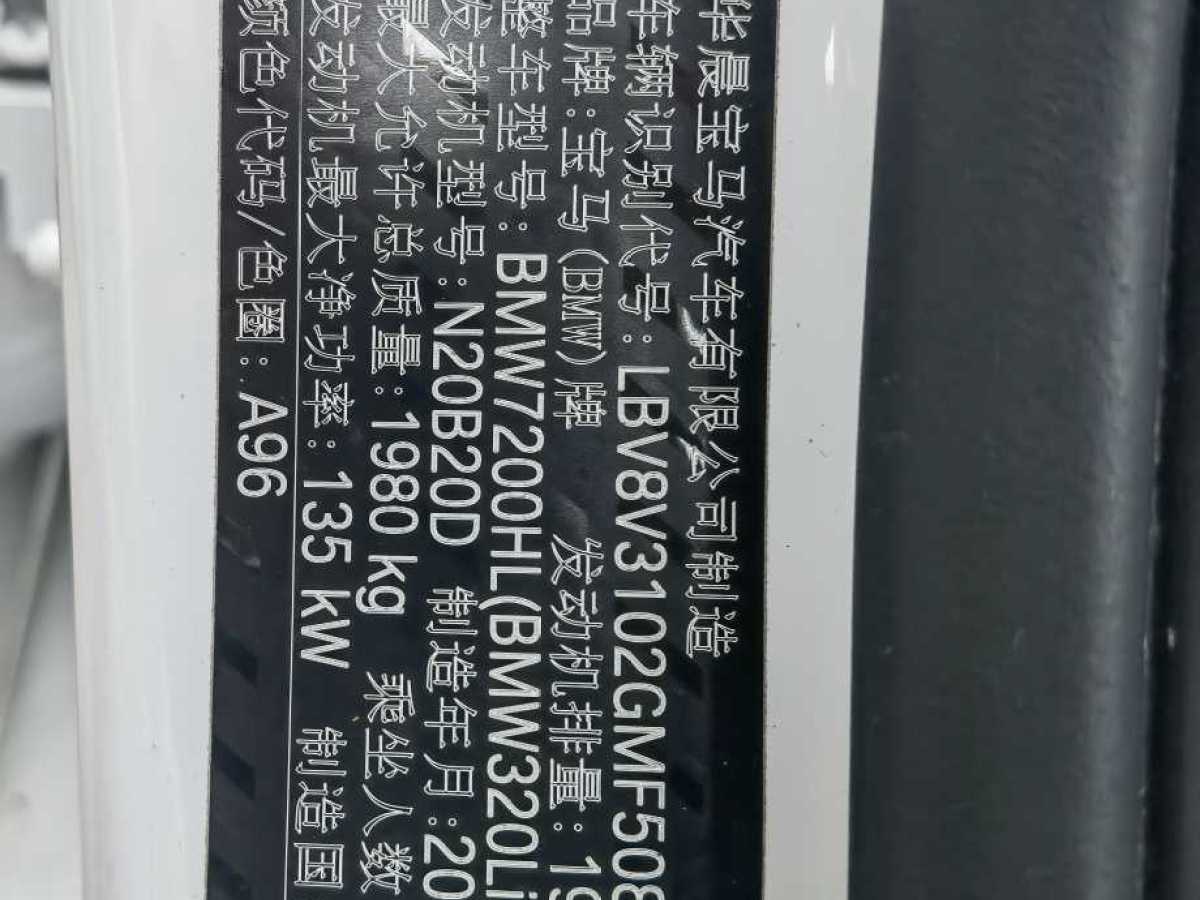 华晨宝马汽车有限公司制造
车辆识别代号:LBV8V3102GMF508
品牌:宝马(BMW)牌 发动机排量:19
整车型号:BMW7200HL(BMW320Li
发动机型号:N20B20D 制造年月:20
最大允许总质量:1980 kg 乘坐人数
发动机最大净功率:135 kW 制造国
颜色代码/色圈:A96